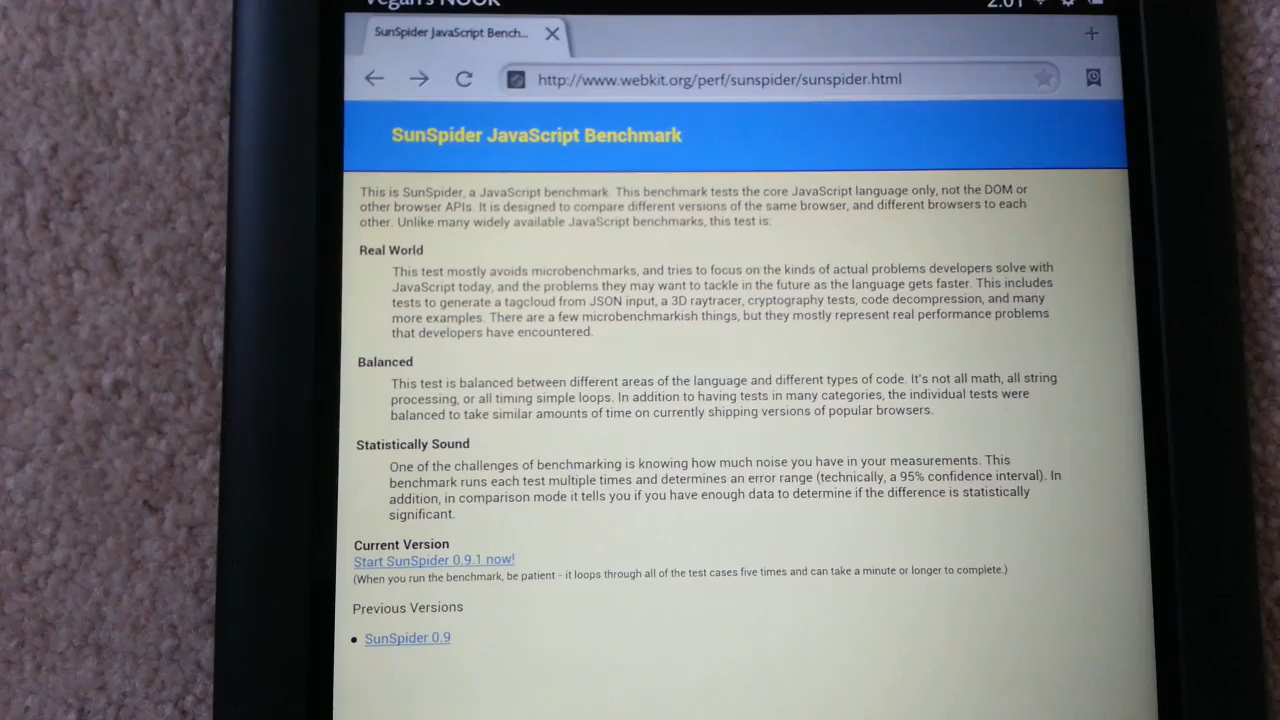 Vegan's NOOK 2:01
SunSpider JavaScript Bench...
http://www.webkit.org/perf/sunspider/sunspider.html
SunSpider JavaScript Benchmark
This is SunSpider, a JavaScript benchmark. This benchmark tests the core JavaScript language only, not the DOM or
other browser APIs. It is designed to compare different versions of the same browser, and different browsers to each
other. Unlike many widely available JavaScript benchmarks, this test is:
Real World
This test mostly avoids microbenchmarks, and tries to focus on the kinds of actual problems developers solve with
JavaScript today, and the problems they may want to tackle in the future as the language gets faster. This includes
tests to generate a tagcloud from JSON input, a 3D raytracer, cryptography tests, code decompression, and many
more examples. There are a few microbenchmarkish things, but they mostly represent real performance problems
that developers have encountered.
Balanced
This test is balanced between different areas of the language and different types of code. It's not all math, all string
processing, or all timing simple loops. In addition to having tests in many categories, the individual tests were
balanced to take similar amounts of time on currently shipping versions of popular browsers.
Statistically Sound
One of the challenges of benchmarking is knowing how much noise you have in your measurements. This
benchmark runs each test multiple times and determines an error range (technically, a 95% confidence interval). In
addition, in comparison mode it tells you if you have enough data to determine if the difference is statistically
significant.
Current Version
Start SunSpider 0.9.1 now!
(When you run the benchmark, be patient - it loops through all of the test cases five times and can take a minute or longer to complete.)
Previous Versions
• SunSpider 0.9